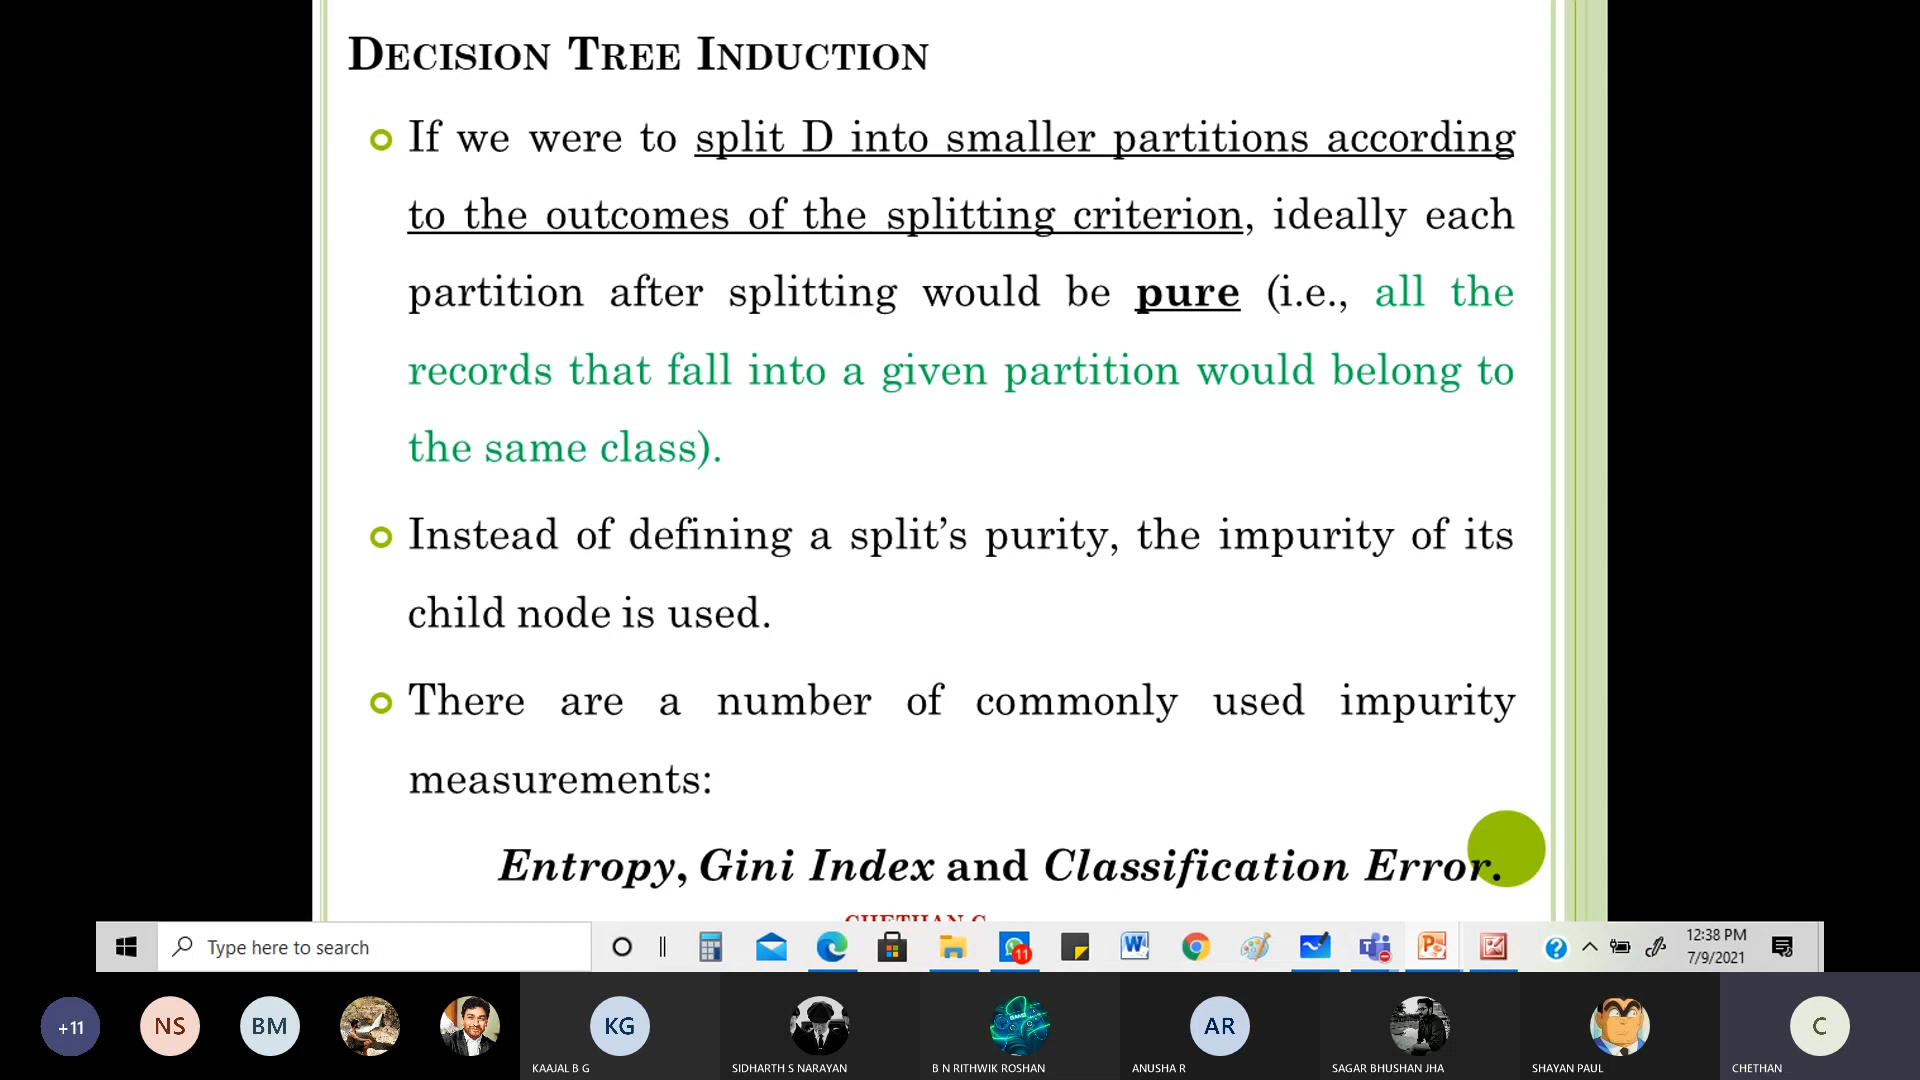 DECISION TREE INDUCTION
If we were to split D into smaller partitions according
to the outcomes of the splitting criterion, ideally each
partition after splitting would be pure (i.e., all the
records that fall into a given partition would belong to
the same class).
Instead of defining a split’s purity, the impurity of its
child node is used.
There are a number of commonly used impurity
measurements:
Entropy, Gini Index and Classification Error.
CHETHAN C
Type here to search
11
12:38 PM
7/9/2021
+11
NS
BM
KG
AR
C
KAAJAL B G
SIDHARTH S NARAYAN
B N RITHWIK ROSHAN
ANUSHA R
SAGAR BHUSHAN JHA
SHAYAN PAUL
CHETHAN